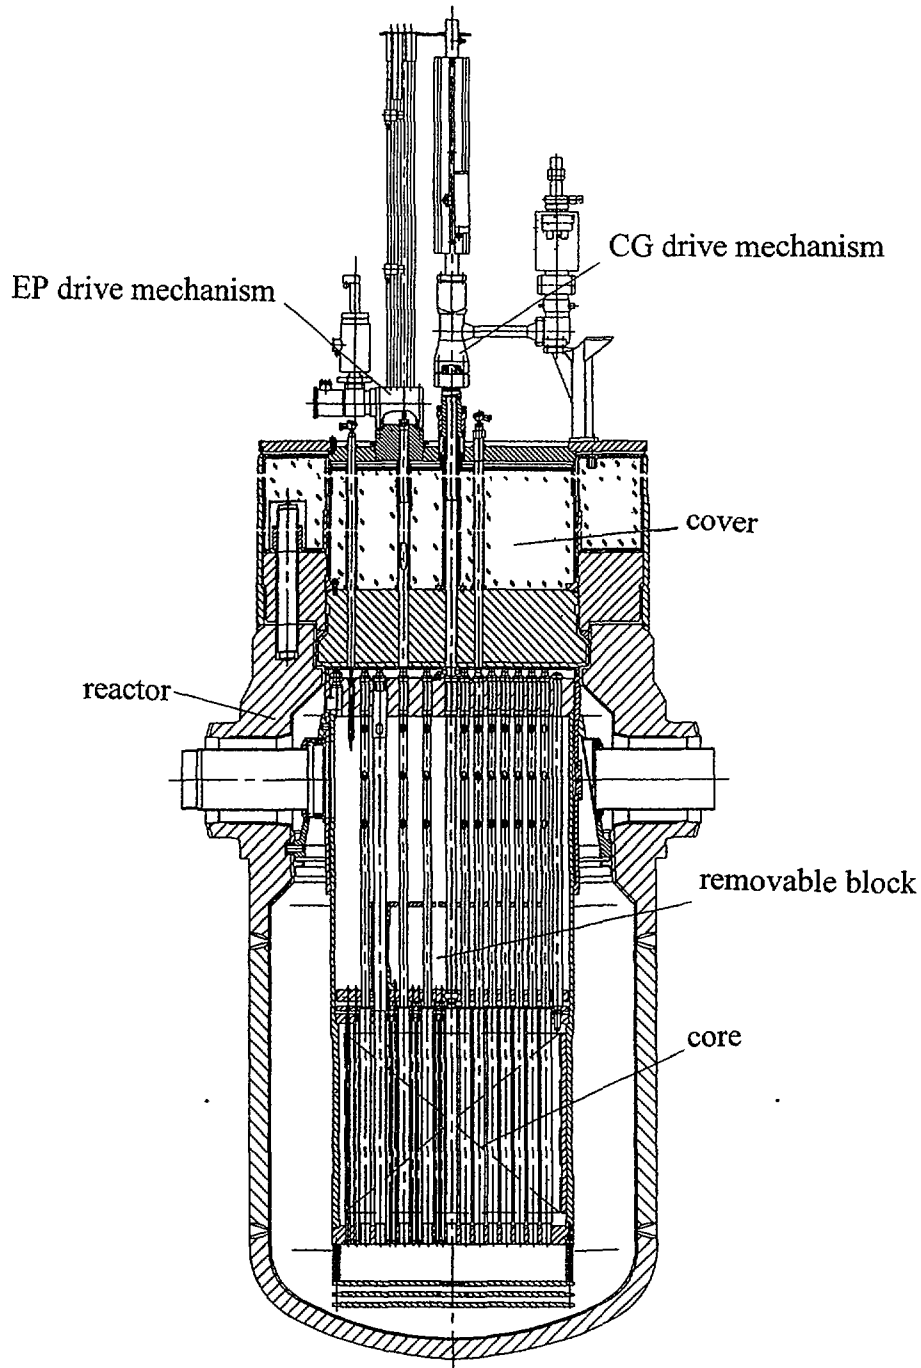 CG drive mechanism
EP drive mechanism
cover
reactor
removable block
core